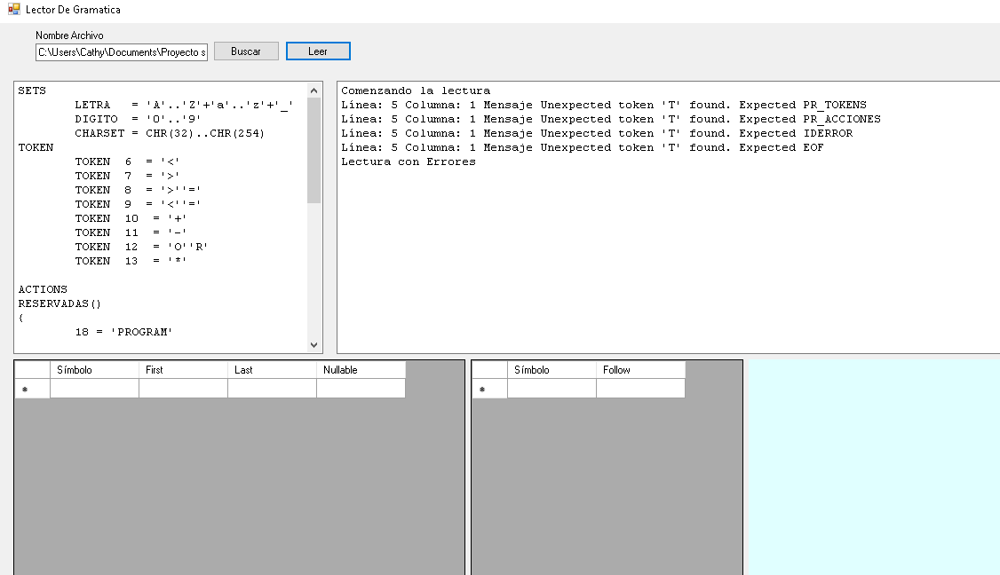 Lector De Gramatica
Nombre Archivo
C:\Users\Cathy\Documents\Proyecto s
Buscar
Leer
SETS
LETRA = 'A'..'Z'+'a'..'z'+'_'
DIGITO = '0'..'9'
CHARSET = CHR(32)..CHR(254)
TOKEN
TOKEN 6 = '<'
TOKEN 7 = '>'
TOKEN 8 = '>''='
TOKEN 9 = '<''='
TOKEN 10 = '+'
TOKEN 11 = '-'
TOKEN 12 = 'O''R'
TOKEN 13 = '*'
ACTIONS
RESERVADAS()
{
18 = 'PROGRAM'
Comenzando la lectura
Línea: 5 Columna: 1 Mensaje Unexpected token 'T' found. Expected PR_TOKENS
Línea: 5 Columna: 1 Mensaje Unexpected token 'T' found. Expected PR_ACCIONES
Línea: 5 Columna: 1 Mensaje Unexpected token 'T' found. Expected IDERROR
Línea: 5 Columna: 1 Mensaje Unexpected token 'T' found. Expected EOF
Lectura con Errores
Símbolo First Last Nullable
Símbolo Follow